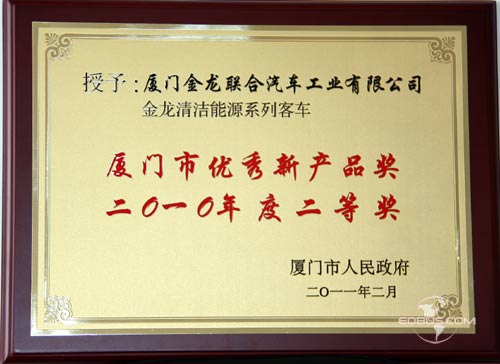 授予：厦门金龙联合汽车工业有限公司
金龙清洁能源系列客车
厦门市优秀新产品奖
二〇一〇年度二等奖
厦门市人民政府
二〇一一年二月
EOBUS.COM